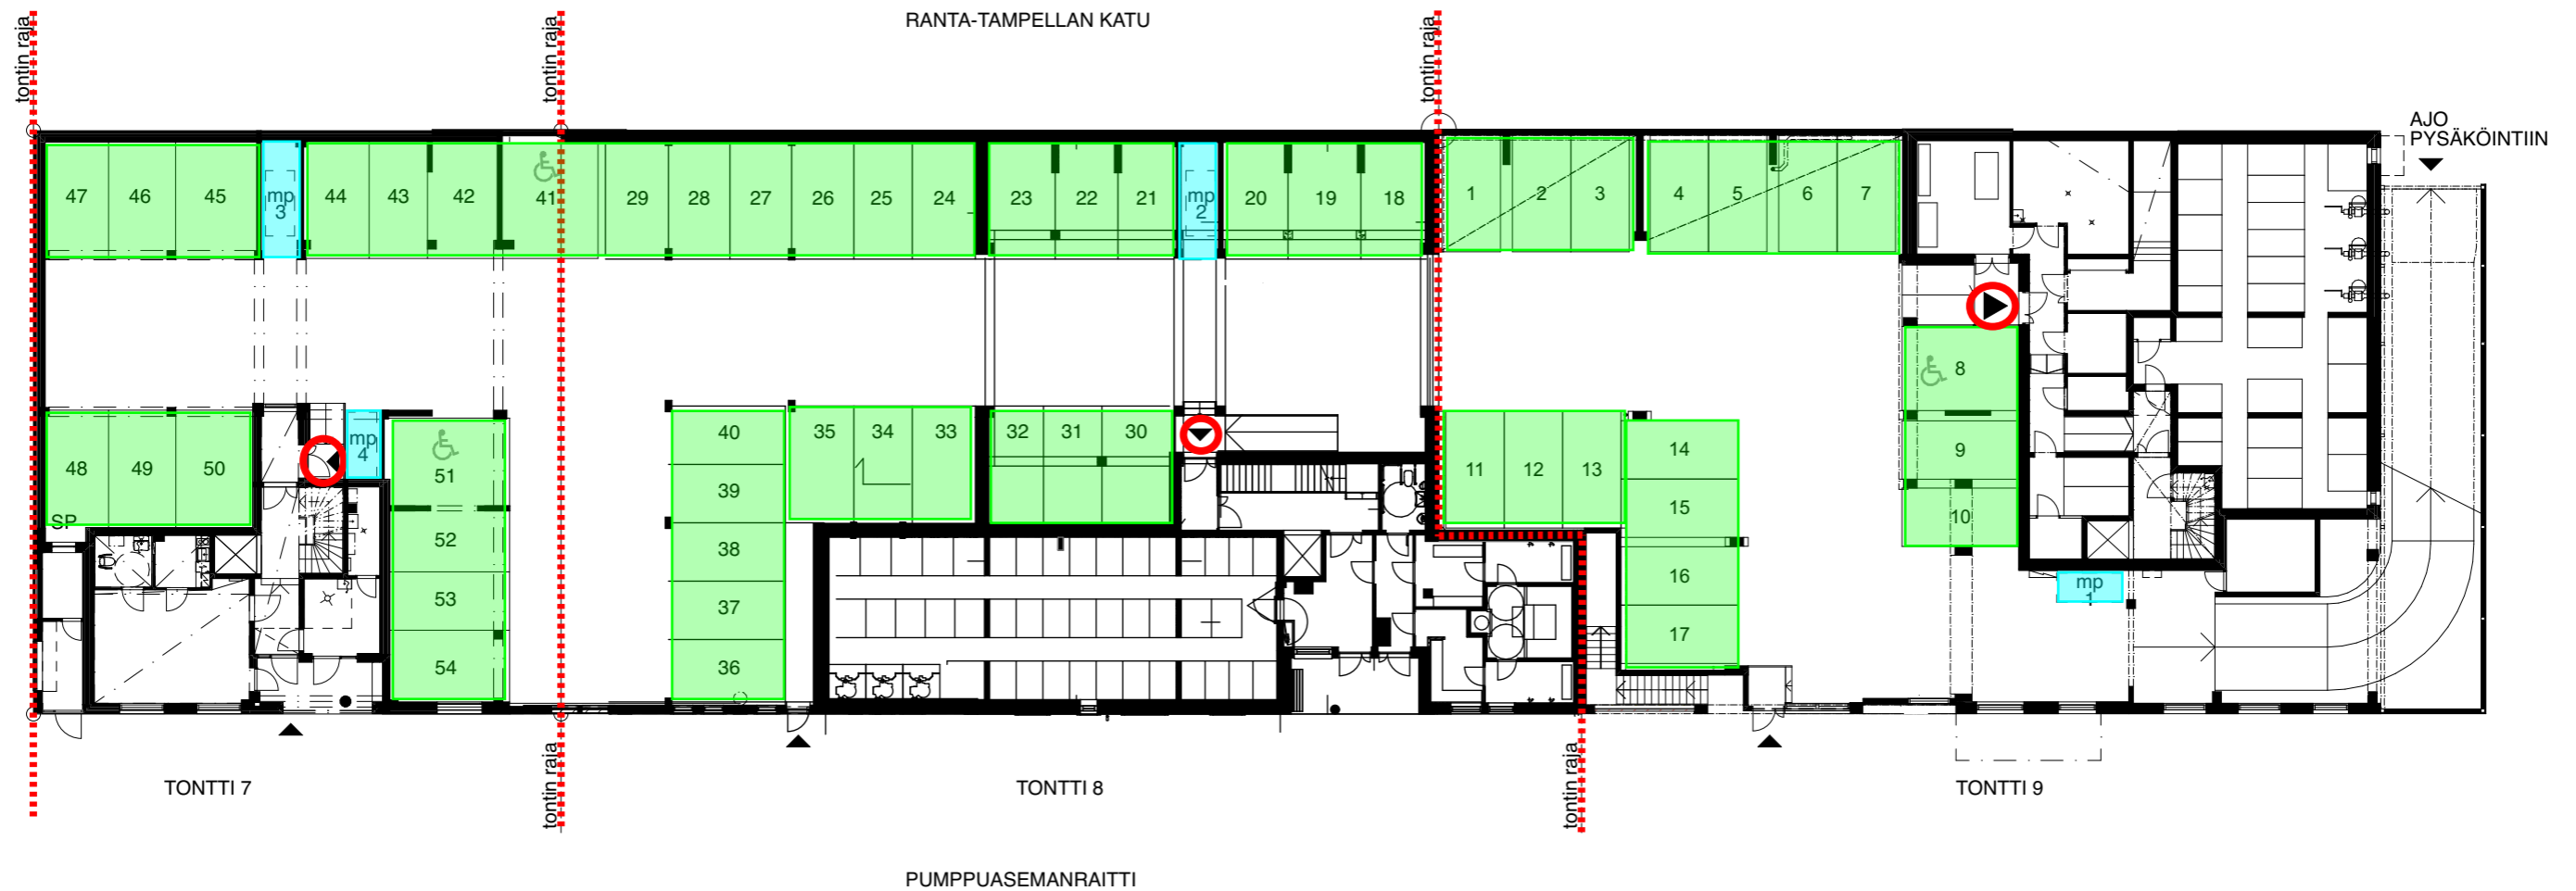 RANTA-TAMPELLAN KATU
tontin raja
tontin raja
tontin raja
AJO
PYSÄKÖINTIIN
47 46 45 mp 3 44 43 42 41 29 28 27 26 25 24 23 22 21 mp 2 20 19 18 1 2 3 4 5 6 7
8
9
10
48 49 50
SP
mp
4
51
52
53
54
40
39
38
37
36
35 34 33 32 31 30
11 12 13
14
15
16
17
mp
1
tontin raja
tontin raja
TONTTI 7
TONTTI 8
TONTTI 9
PUMPPUASEMANRAITTI